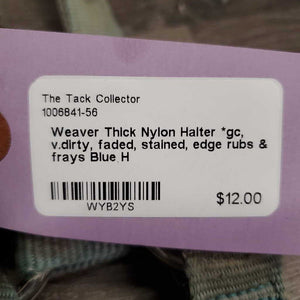 The Tack Collector
1006841-56
Weaver Thick Nylon Halter *gc,
v.dirty, faded, stained, edge rubs &
frays Blue H
WYB2YS
$12.00